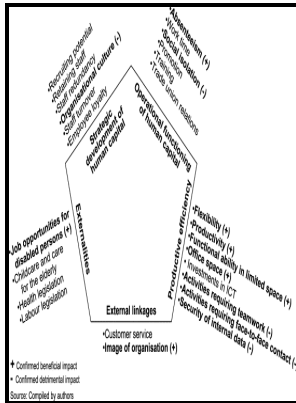 •Recruiting potential
•Retaining staff
•Staff redundancy
•Organisational culture (-)
•Staff turnover
•Employee loyalty
•Absenteeism (+)
•Work time
•Social isolation (-)
•Promotion
•Training
•Trade union relations
Strategic
development of
human capital
Operational functioning
of human capital
Externalities
Productive efficiency
External linkages
•Job opportunities for
disabled persons (+)
•Childcare and care
for the elderly
•Health legislation
•Labour legislation
•Flexibility (+)
•Productivity (+)
•Functional ability in limited space (+)
•Office space (+)
•Investments in ICT
•Activities requiring teamwork (-)
•Activities requiring face-to-face contact (-)
•Security of internal data (-)
•Customer service
•Image of organisation (+)
+ Confirmed beneficial impact
- Confirmed detrimental impact
Source: Compiled by authors